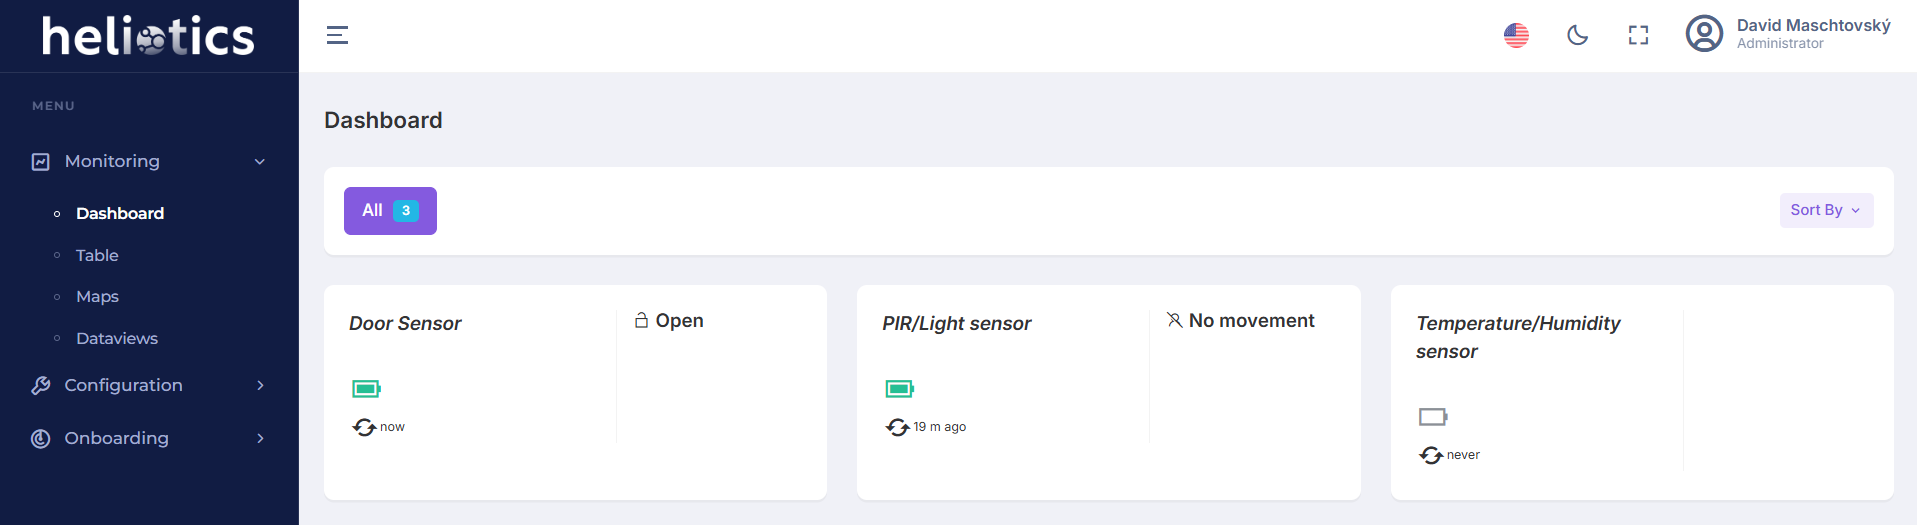 heliotics
David Maschtovský
Administrator
MENU
Monitoring
Dashboard
Table
Maps
Dataviews
Configuration
Onboarding
Dashboard
All 3
Sort By
Door Sensor
Open
now
PIR/Light sensor
No movement
19 m ago
Temperature/Humidity
sensor
never